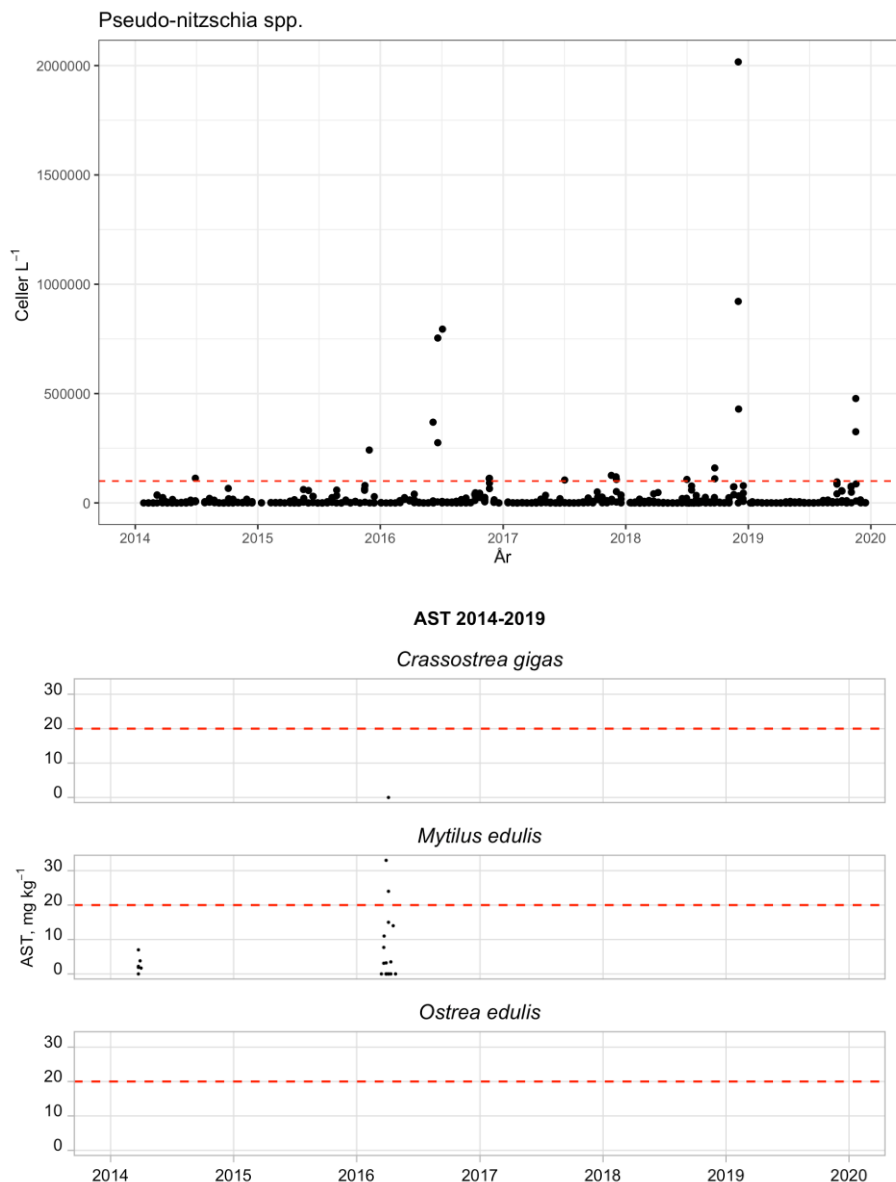 Pseudo-nitzschia spp.
2000000
1500000
1000000
500000
0
Celler L⁻¹
2014 2015 2016 2017 2018 2019 2020
År
AST 2014-2019
Crassostrea gigas
30
20
10
0
Mytilus edulis
30
20
10
0
AST, mg kg⁻¹
Ostrea edulis
30
20
10
0
2014 2015 2016 2017 2018 2019 2020